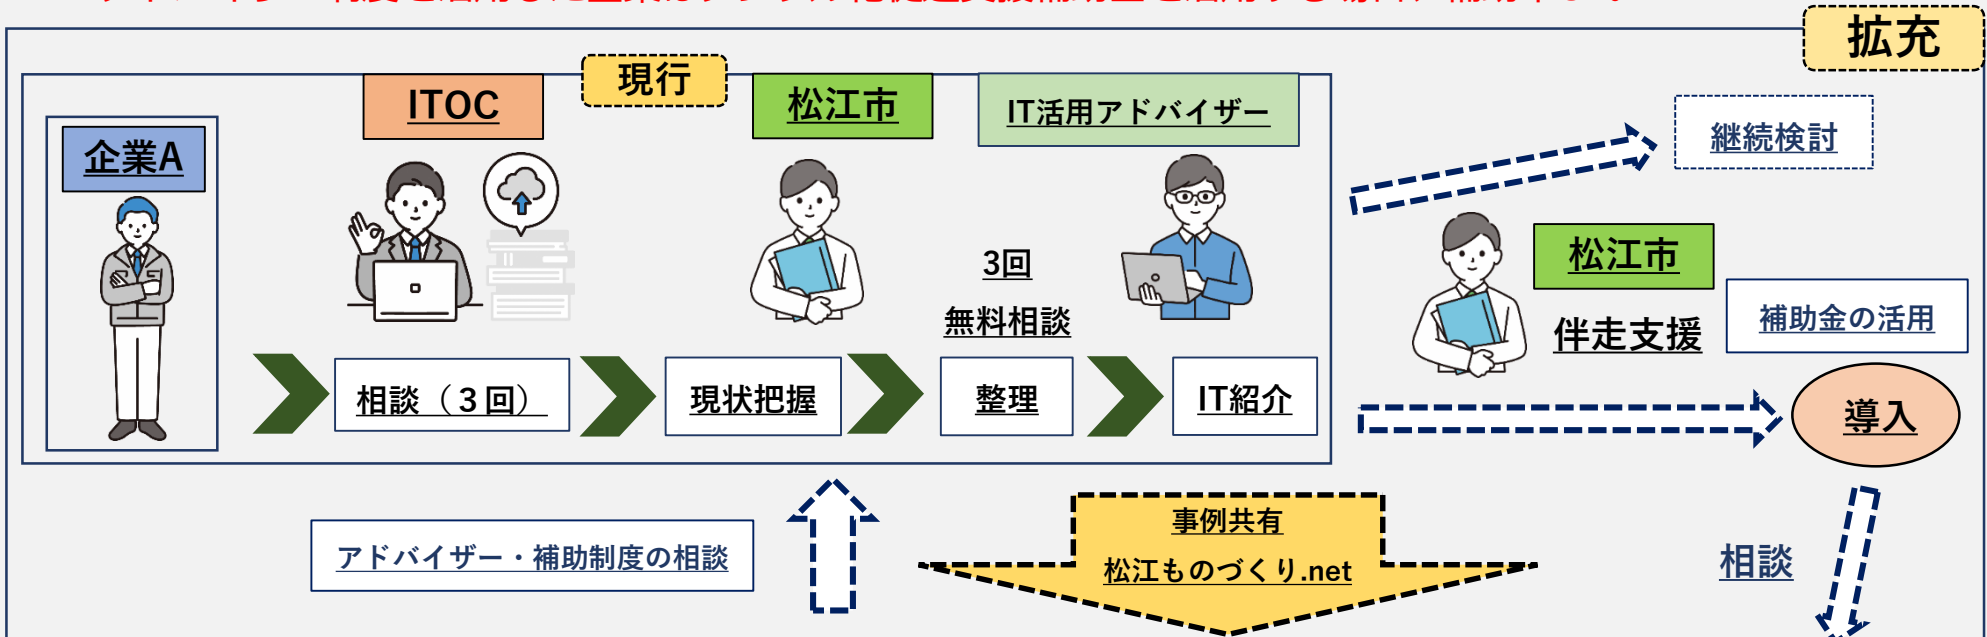 拡充
現行
ITOC
松江市
IT活用アドバイザー
企業A
継続検討
松江市
3回
無料相談
補助金の活用
伴走支援
相談（３回）
現状把握
整理
IT紹介
導入
事例共有
松江ものづくり.net
アドバイザー・補助制度の相談
相談